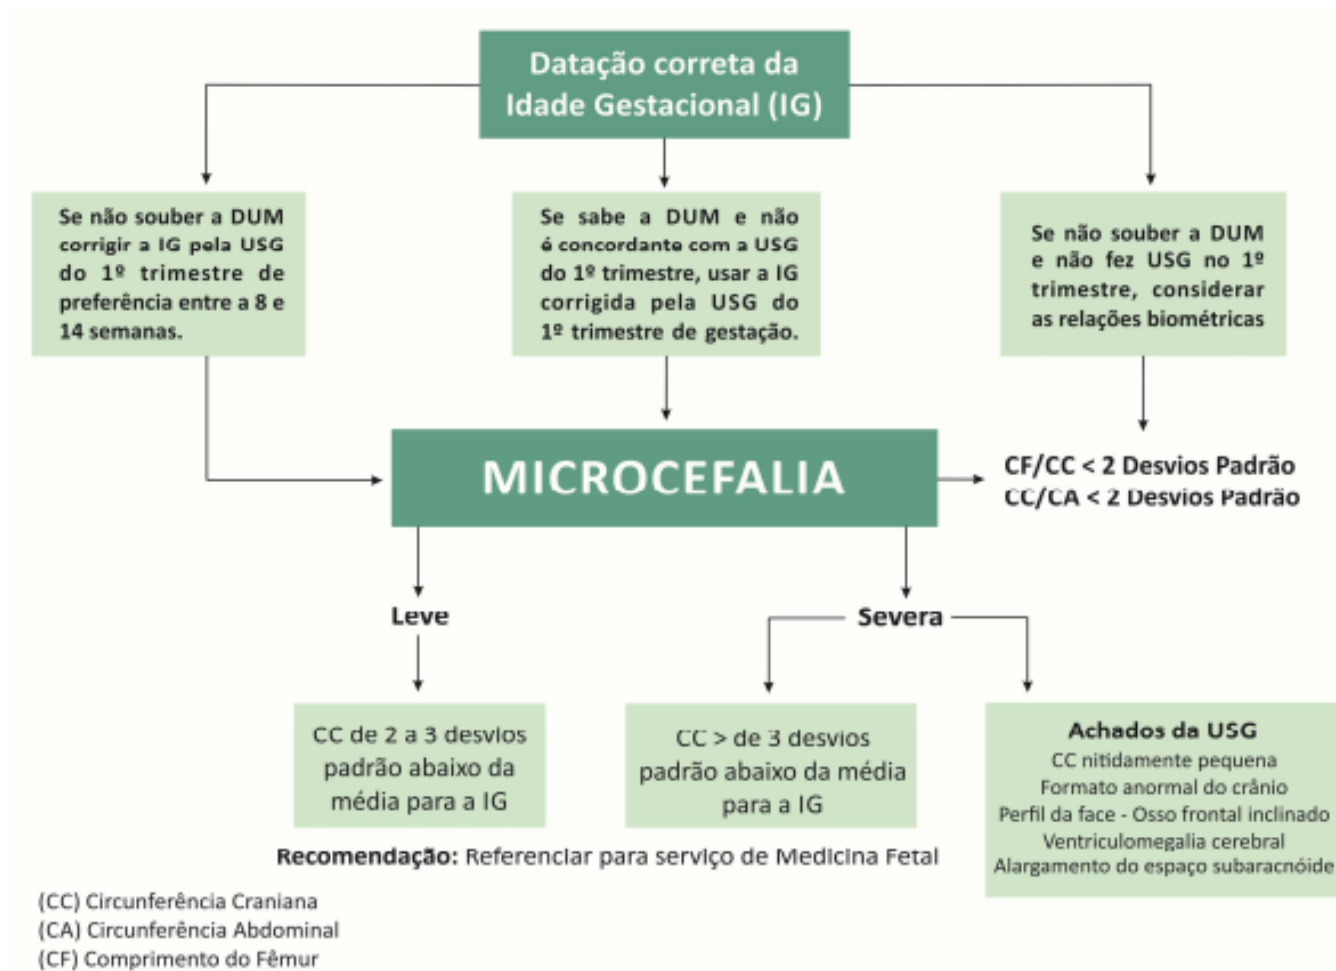 Datação correta da
Idade Gestacional (IG)
Se não souber a DUM
corrigir a IG pela USG
do 1º trimestre de
preferência entre a 8 e
14 semanas.
Se sabe a DUM e não
é concordante com a USG
do 1º trimestre, usar a IG
corrigida pela USG do
1º trimestre de gestação.
Se não souber a DUM
e não fez USG no 1º
trimestre, considerar
as relações biométricas
MICROCEFALIA
CF/CC < 2 Desvios Padrão
CC/CA < 2 Desvios Padrão
Leve
Severa
CC de 2 a 3 desvios
padrão abaixo da
média para a IG
CC > de 3 desvios
padrão abaixo da média
para a IG
Achados da USG
CC nitidamente pequena
Formato anormal do crânio
Perfil da face - Osso frontal inclinado
Ventriculomegalia cerebral
Alargamento do espaço subaracnóide
Recomendação: Referenciar para serviço de Medicina Fetal
(CC) Circunferência Craniana
(CA) Circunferência Abdominal
(CF) Comprimento do Fêmur